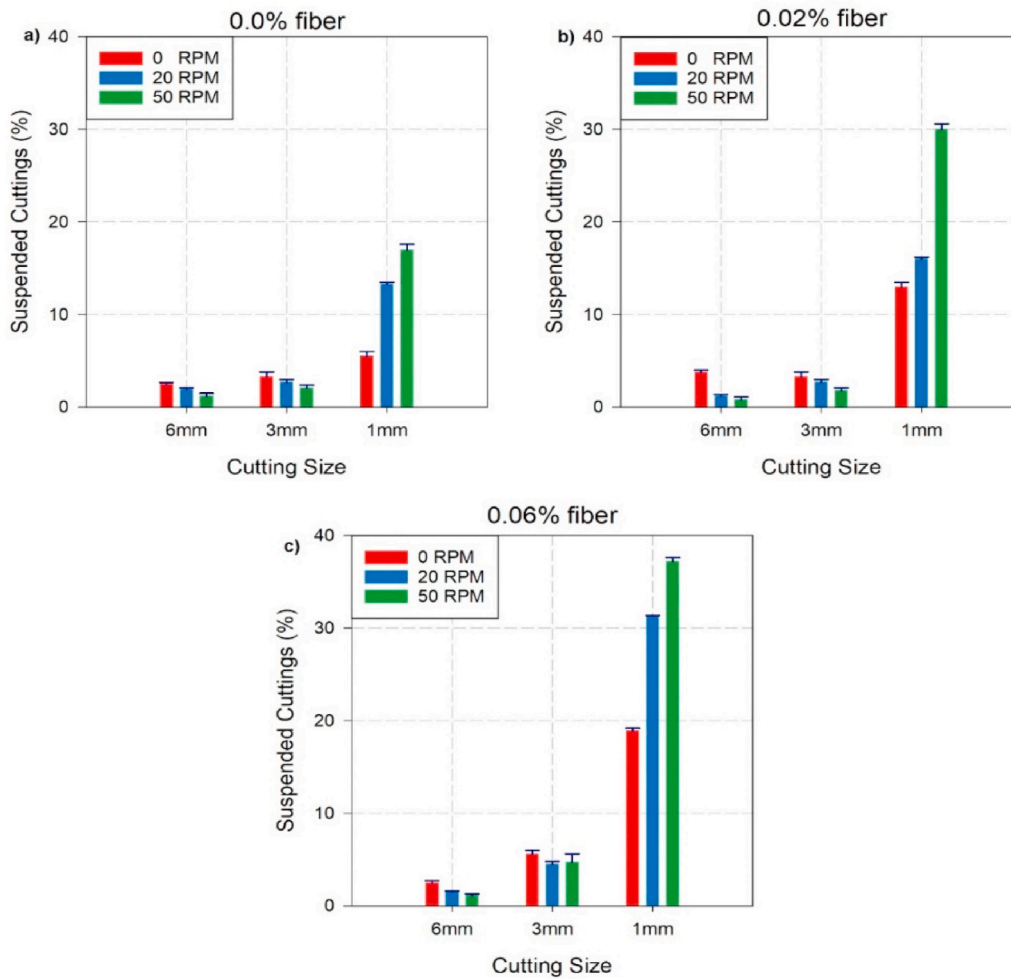 a)
0.0% fiber
40
30
20
10
0
Suspended Cuttings (%)
0 RPM
20 RPM
50 RPM
6mm 3mm 1mm
Cutting Size
b)
0.02% fiber
40
30
20
10
0
Suspended Cuttings (%)
0 RPM
20 RPM
50 RPM
6mm 3mm 1mm
Cutting Size
c)
0.06% fiber
40
30
20
10
0
Suspended Cuttings (%)
0 RPM
20 RPM
50 RPM
6mm 3mm 1mm
Cutting Size